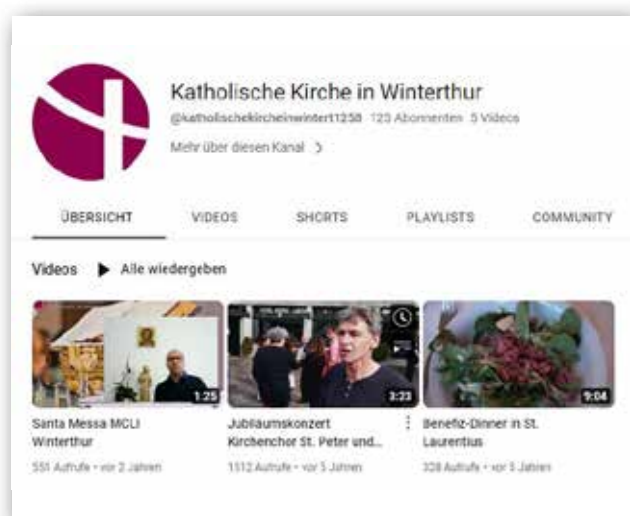 Katholische Kirche in Winterthur
@katholischekircheinwintert1258 123 Abonnenten 5 Videos
Mehr über diesen Kanal >
ÜBERSICHT VIDEOS SHORTS PLAYLISTS COMMUNITY
Videos ▶ Alle wiedergeben
1:25 3:23 9:04
Santa Messa MCLI
Winterthur
551 Aufrufe • vor 2 Jahren
Jubiläumskonzert
Kirchenchor St. Peter und...
1512 Aufrufe • vor 5 Jahren
Benefiz-Dinner in St.
Laurentius
328 Aufrufe • vor 5 Jahren